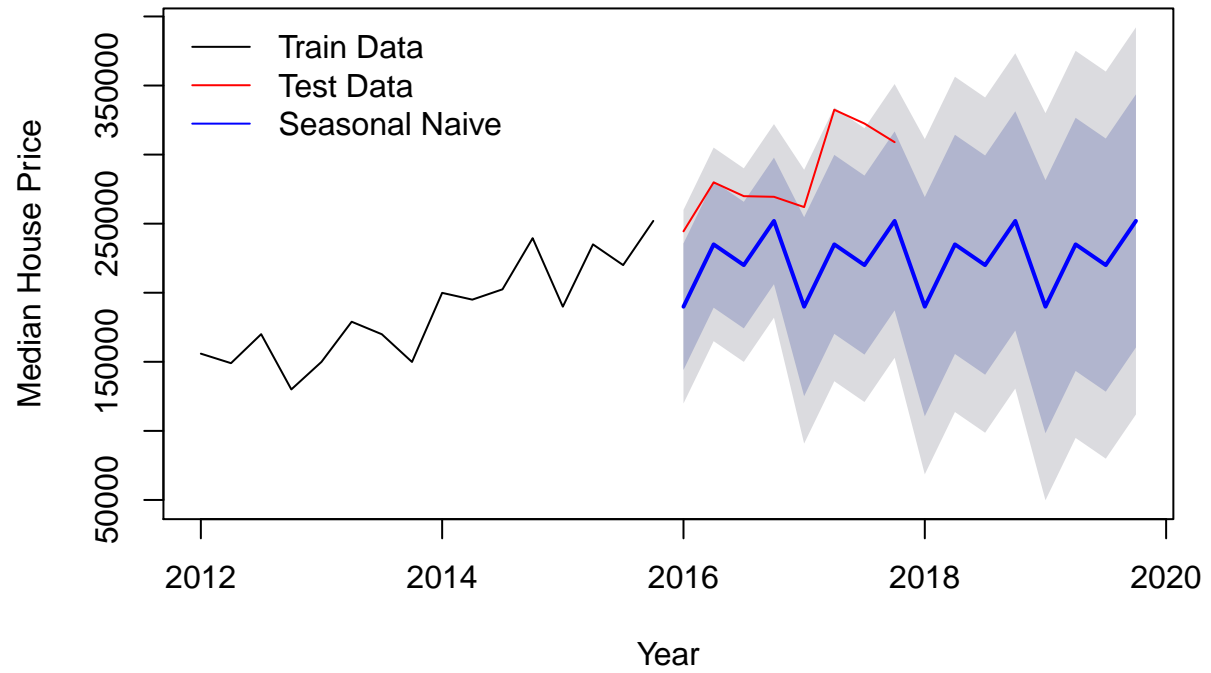 Train Data
Test Data
Seasonal Naive
Median House Price
350000
250000
150000
50000
2012 2014 2016 2018 2020
Year